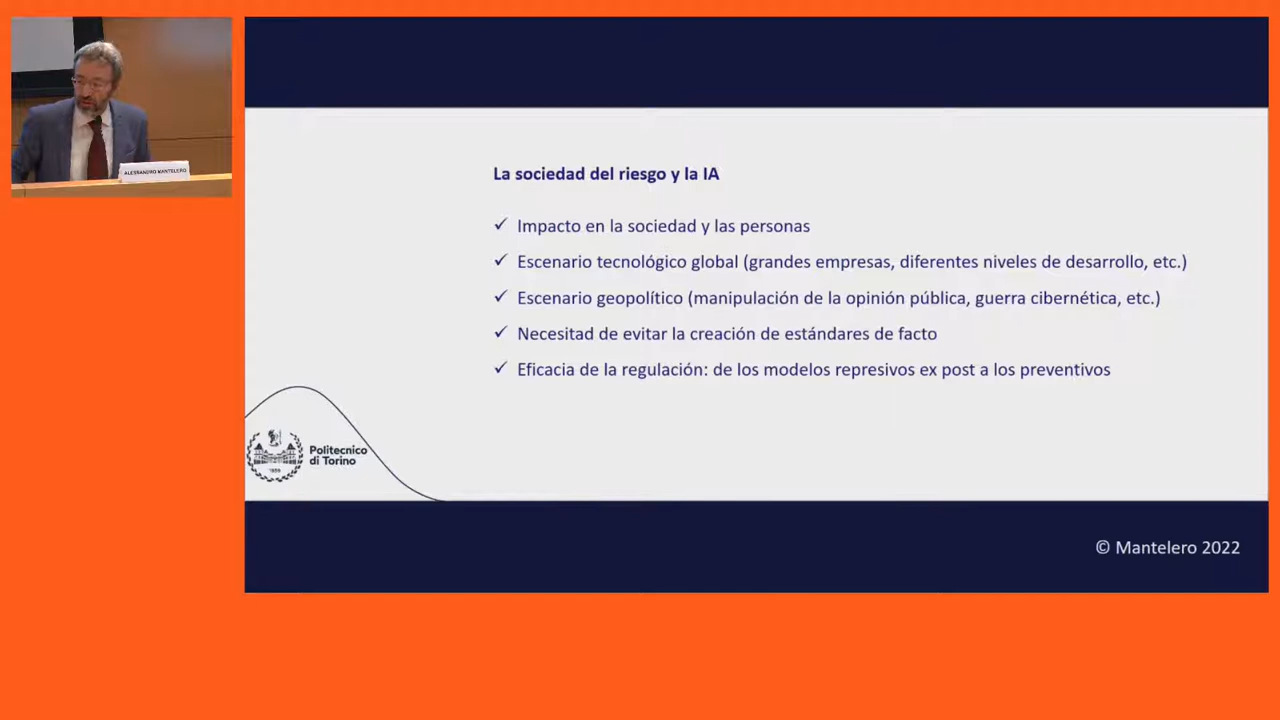 ALESSANDRO MANTELERO
La sociedad del riesgo y la IA
✓ Impacto en la sociedad y las personas
✓ Escenario tecnológico global (grandes empresas, diferentes niveles de desarrollo, etc.)
✓ Escenario geopolítico (manipulación de la opinión pública, guerra cibernética, etc.)
✓ Necesitad de evitar la creación de estándares de facto
✓ Eficacia de la regulación: de los modelos represivos ex post a los preventivos
Politecnico
di Torino
1859
© Mantelero 2022